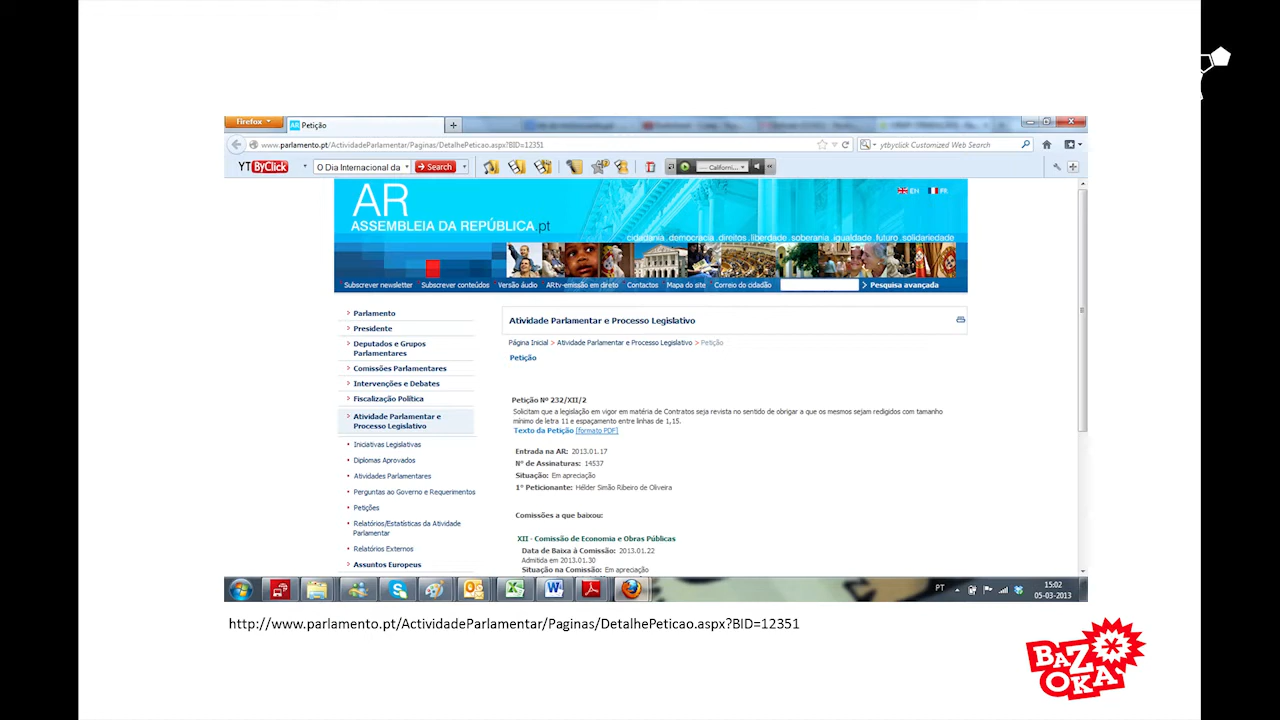 Firefox
AR Petição
www.parlamento.pt/ActividadeParlamentar/Paginas/DetalhePeticao.aspx?BID=12351
ytbyclick Customized Web Search
YT ByClick
O Dia Internacional da
Search
Californi...
EN
FR
AR
ASSEMBLEIA DA REPÚBLICA.pt
cidadania democracia direitos liberdade soberania igualdade futuro solidariedade
Subscrever newsletter Subscrever conteúdos Versão áudio ARtv-emissão em direto Contactos Mapa do site Correio do cidadão Pesquisa avançada
Parlamento
Presidente
Deputados e Grupos
Parlamentares
Comissões Parlamentares
Intervenções e Debates
Fiscalização Política
Atividade Parlamentar e
Processo Legislativo
Iniciativas Legislativas
Diplomas Aprovados
Atividades Parlamentares
Perguntas ao Governo e Requerimentos
Petições
Relatórios/Estatísticas da Atividade
Parlamentar
Relatórios Externos
Assuntos Europeus
Atividade Parlamentar e Processo Legislativo
Página Inicial > Atividade Parlamentar e Processo Legislativo > Petição
Petição
Petição Nº 232/XII/2
Solicitam que a legislação em vigor em matéria de Contratos seja revista no sentido de obrigar a que os mesmos sejam redigidos com tamanho
mínimo de letra 11 e espaçamento entre linhas de 1,15.
Texto da Petição [formato PDF]
Entrada na AR: 2013.01.17
Nº de Assinaturas: 14537
Situação: Em apreciação
1º Peticionante: Hélder Simão Ribeiro de Oliveira
Comissões a que baixou:
XII - Comissão de Economia e Obras Públicas
Data de Baixa à Comissão: 2013.01.22
Admitida em 2013.01.30
Situação na Comissão: Em apreciação
PT
15:02
05-03-2013
http://www.parlamento.pt/ActividadeParlamentar/Paginas/DetalhePeticao.aspx?BID=12351
BAZOOKA